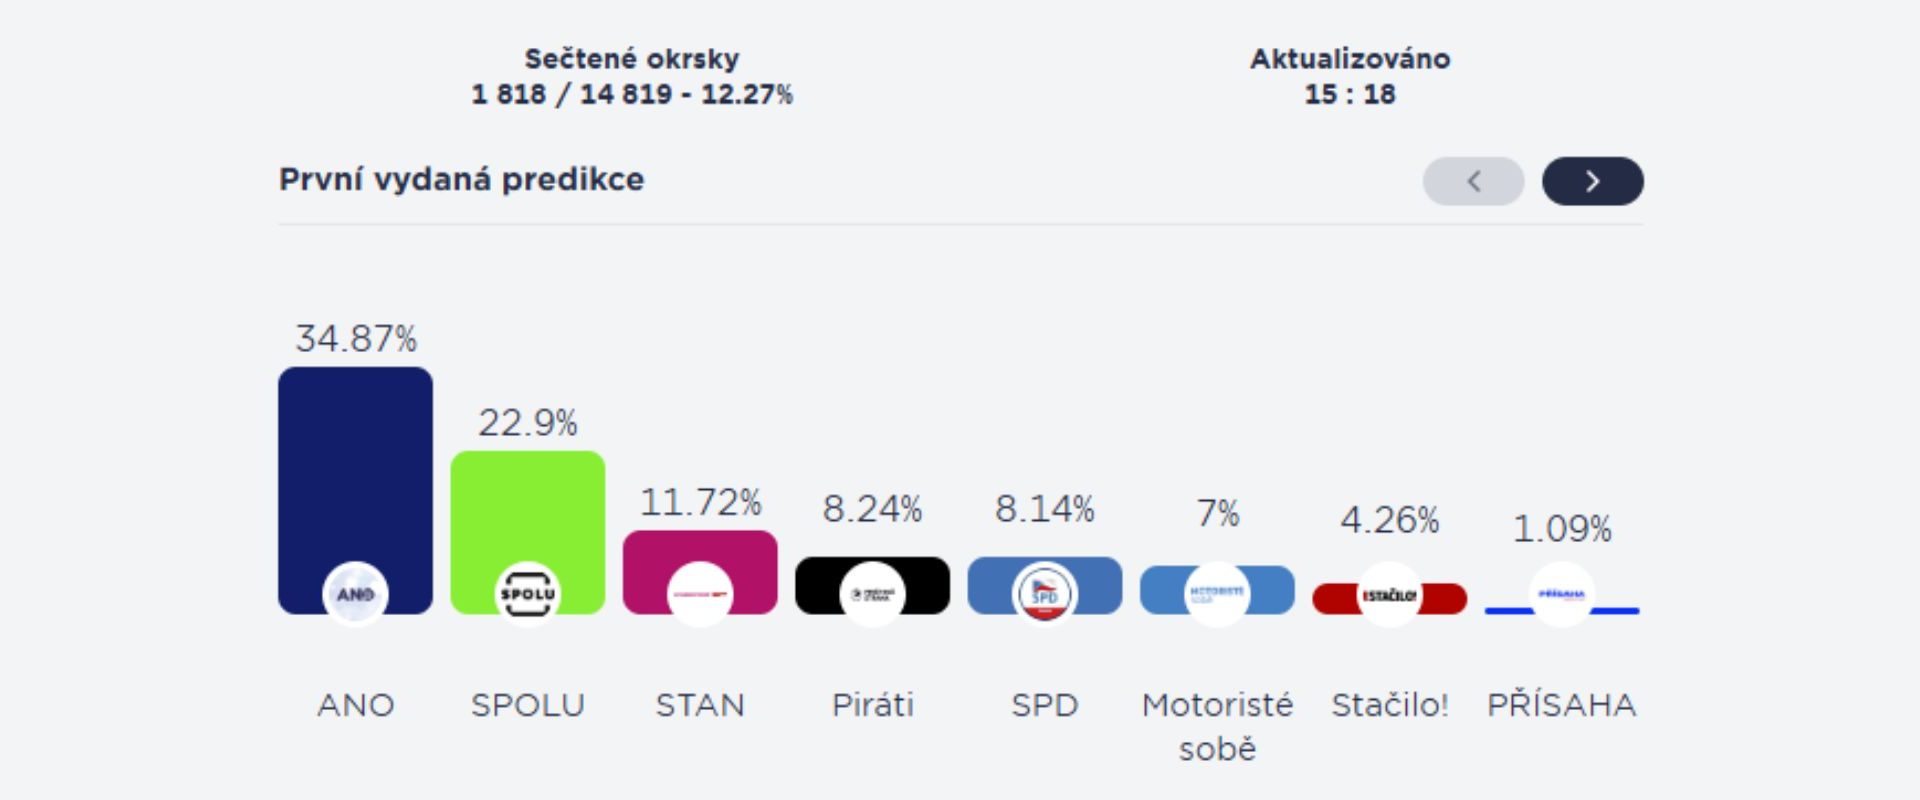 Sečtené okrsky
1 818 / 14 819 - 12.27%
Aktualizováno
15 : 18
První vydaná predikce
34.87%
22.9%
11.72%
8.24%
8.14%
7%
4.26%
1.09%
ANO
SPOLU
SPD
MOTORISTÉ
STAČILO!
PŘÍSAHA
ANO
SPOLU
STAN
Piráti
SPD
Motoristé
sobě
Stačilo!
PŘÍSAHA